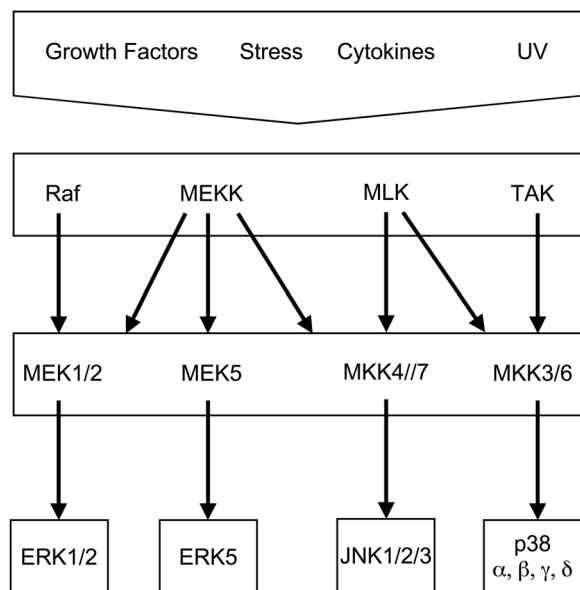 Growth Factors Stress Cytokines UV
Raf MEKK MLK TAK
MEK1/2 MEK5 MKK4//7 MKK3/6
ERK1/2 ERK5 JNK1/2/3 p38
α, β, γ, δ